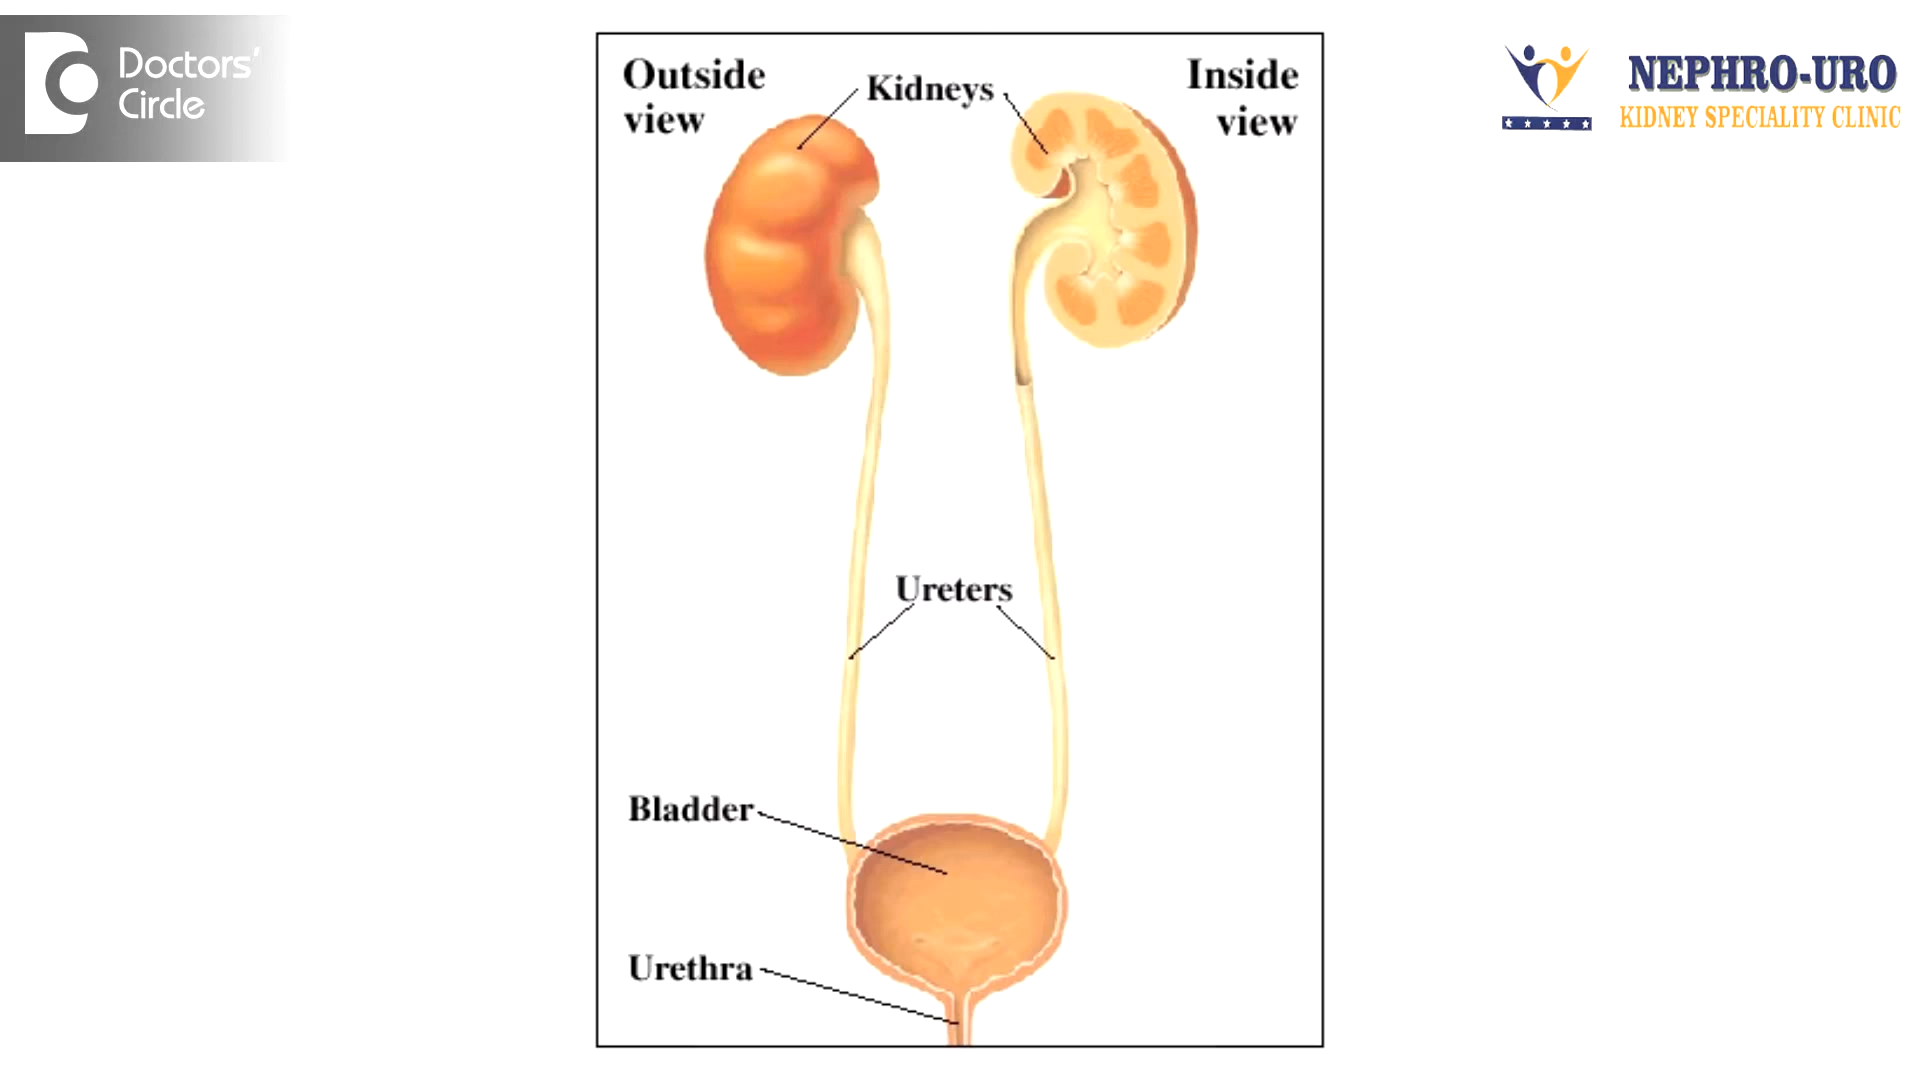 Doctors'
Circle
Outside
view
Kidneys
Inside
view
NEPHRO-URO
KIDNEY SPECIALITY CLINIC
Ureters
Bladder
Urethra